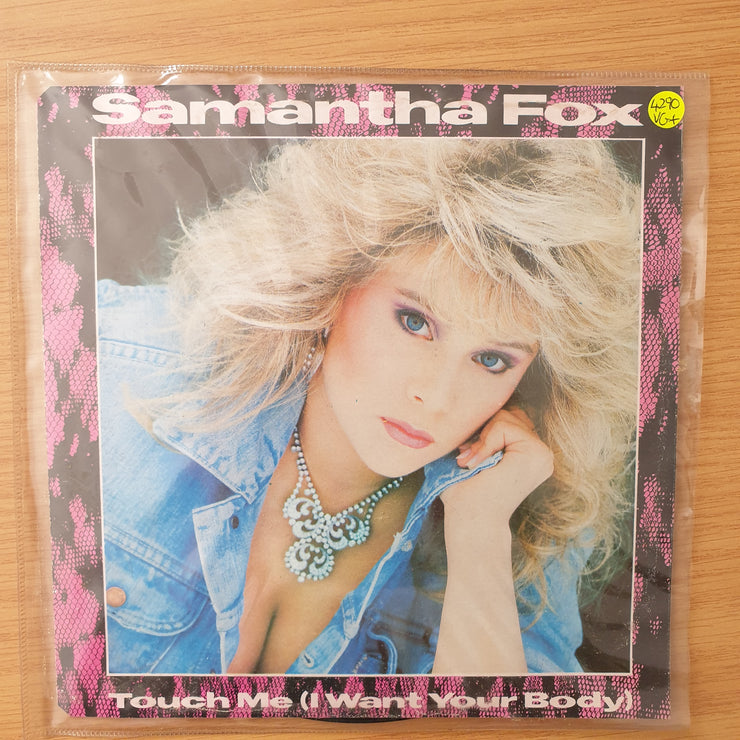 Samantha Fox
4290
VG+
Touch Me (I Want Your Body)